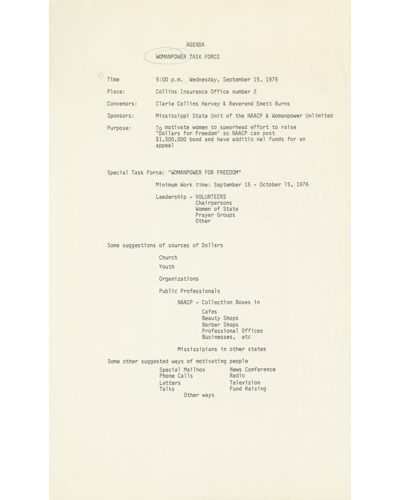 AGENDA
WOMANPOWER TASK FORCE
Time 5:00 p.m. Wednesday, September 15, 1976
Place: Collins Insurance Office number 2
Convenors: Clarie Collins Harvey & Reverend Emett Burns
Sponsors: Mississippi State Unit of the NAACP & Womanpower Unlimited
Purpose: To motivate women to spearhead effort to raise
"Dollars for Freedom" so NAACP can post
$1,500,000 bond and have additio nal funds for an
appeal
Special Task Force: "WOMANPOWER FOR FREEDOM"
Minimum Work time: September 15 - October 15, 1976
Leadership - VOLUNTEERS
Chairpersons
Women of State
Prayer Groups
Other
Some suggestions of sources of Dollars
Church
Youth
Organizations
Public Professionals
NAACP - Collection Boxes in
Cafes
Beauty Shops
Barber Shops
Professional Offices
Businesses, etc
Mississipians in other states
Some other suggested ways of motivating people
Special Mailbox News Conference
Phone Calls Radio
Letters Television
Talks Fund Raising
Other ways